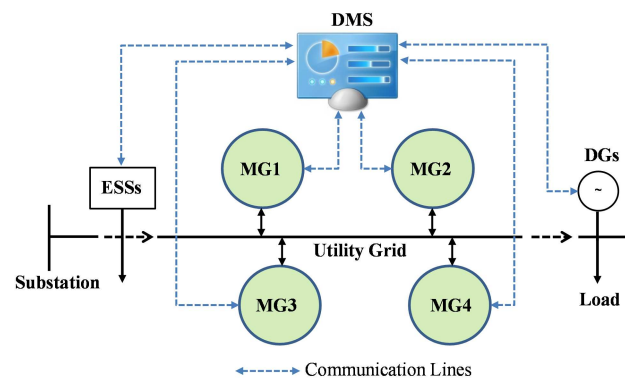 DMS
MG1
MG2
DGs
ESSs
~
Utility Grid
Substation
MG3
MG4
Load
Communication Lines